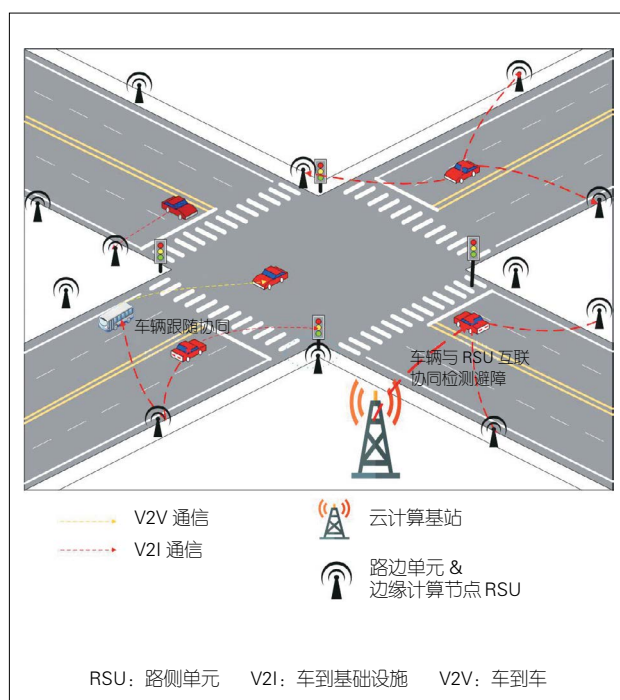 车辆跟随协同
车辆与 RSU 互联
协同检测避障
V2V 通信
V2I 通信
云计算基站
路边单元 &
边缘计算节点 RSU
RSU：路侧单元 V2I：车到基础设施 V2V：车到车